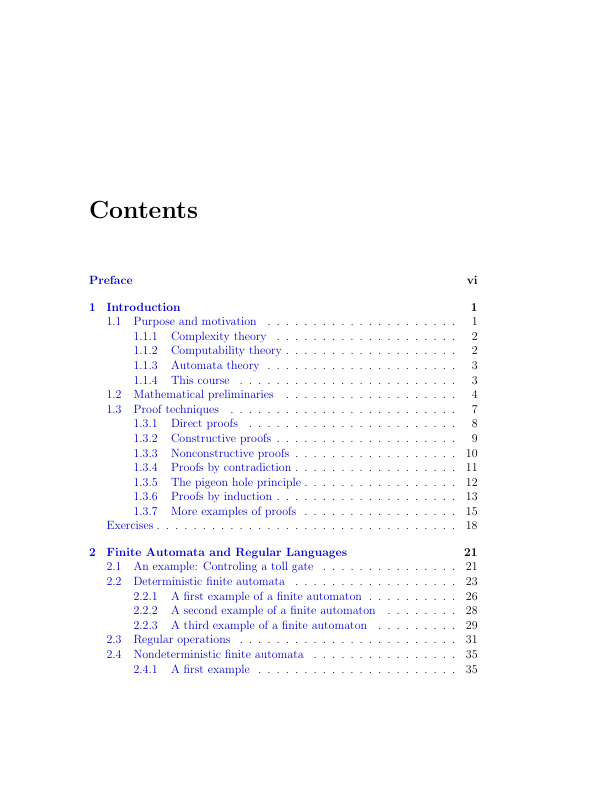 Contents
Preface vi
1 Introduction 1
1.1 Purpose and motivation . . . . . . . . . . . . . . . . . . . . . 1
1.1.1 Complexity theory . . . . . . . . . . . . . . . . . . . . 2
1.1.2 Computability theory . . . . . . . . . . . . . . . . . . . 2
1.1.3 Automata theory . . . . . . . . . . . . . . . . . . . . . 3
1.1.4 This course . . . . . . . . . . . . . . . . . . . . . . . . 3
1.2 Mathematical preliminaries . . . . . . . . . . . . . . . . . . . 4
1.3 Proof techniques . . . . . . . . . . . . . . . . . . . . . . . . . 7
1.3.1 Direct proofs . . . . . . . . . . . . . . . . . . . . . . . 8
1.3.2 Constructive proofs . . . . . . . . . . . . . . . . . . . . 9
1.3.3 Nonconstructive proofs . . . . . . . . . . . . . . . . . . 10
1.3.4 Proofs by contradiction . . . . . . . . . . . . . . . . . . 11
1.3.5 The pigeon hole principle . . . . . . . . . . . . . . . . . 12
1.3.6 Proofs by induction . . . . . . . . . . . . . . . . . . . . 13
1.3.7 More examples of proofs . . . . . . . . . . . . . . . . . 15
Exercises . . . . . . . . . . . . . . . . . . . . . . . . . . . . . . . . . 18
2 Finite Automata and Regular Languages 21
2.1 An example: Controling a toll gate . . . . . . . . . . . . . . . 21
2.2 Deterministic finite automata . . . . . . . . . . . . . . . . . . 23
2.2.1 A first example of a finite automaton . . . . . . . . . . 26
2.2.2 A second example of a finite automaton . . . . . . . . 28
2.2.3 A third example of a finite automaton . . . . . . . . . 29
2.3 Regular operations . . . . . . . . . . . . . . . . . . . . . . . . 31
2.4 Nondeterministic finite automata . . . . . . . . . . . . . . . . 35
2.4.1 A first example . . . . . . . . . . . . . . . . . . . . . . 35